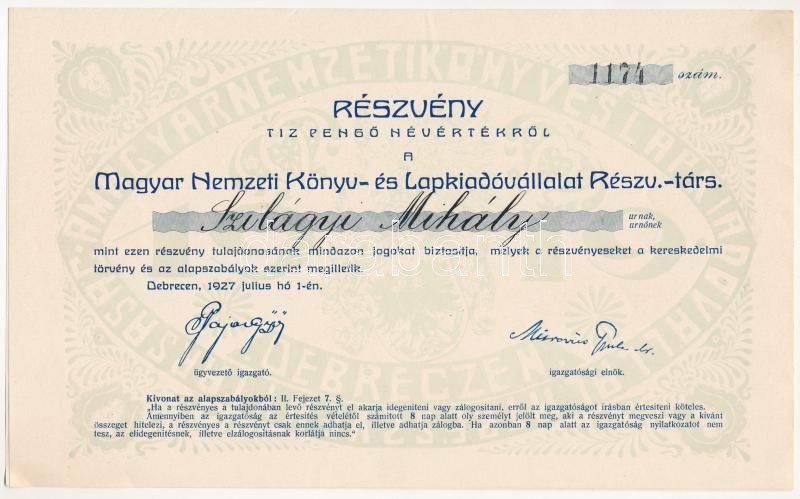 1174 szám.
RÉSZVÉNY
TIZ PENGŐ NÉVÉRTÉKRŐL
A
Magyar Nemzeti Könyv- és Lapkiadóvállalat Részv.-társ.
Szilágyi Mihály urnak,
urnőnek
mint ezen részvény tulajdonosának mindazon jogokat biztositja, melyek a részvényeseket a kereskedelmi
törvény és az alapszabályok szerint megilletik.
Debrecen, 1927 julius hó 1-én.
ügyvezető igazgató.
igazgatósági elnök.
Kivonat az alapszabályokból: II. Fejezet 7. §.
„Ha a részvényes a tulajdonában levő részvényt el akarja idegeniteni vagy zálogositani, erről az igazgatóságot irásban értesiteni köteles.
Amennyiben az igazgatóság az értesités vételétől számitott 8 nap alatt oly személyt jelölt meg, aki a részvényt megveszi vagy a kivánt
összeget hitelezi, a részvényes a részvényt csak ennek adhatja el, illetve adhatja zálogba. Ha azonban 8 nap alatt az igazgatóság nyilatkozatot nem
tesz, az elidegenitésnek, illetve elzálogositásnak korlátja nincs."